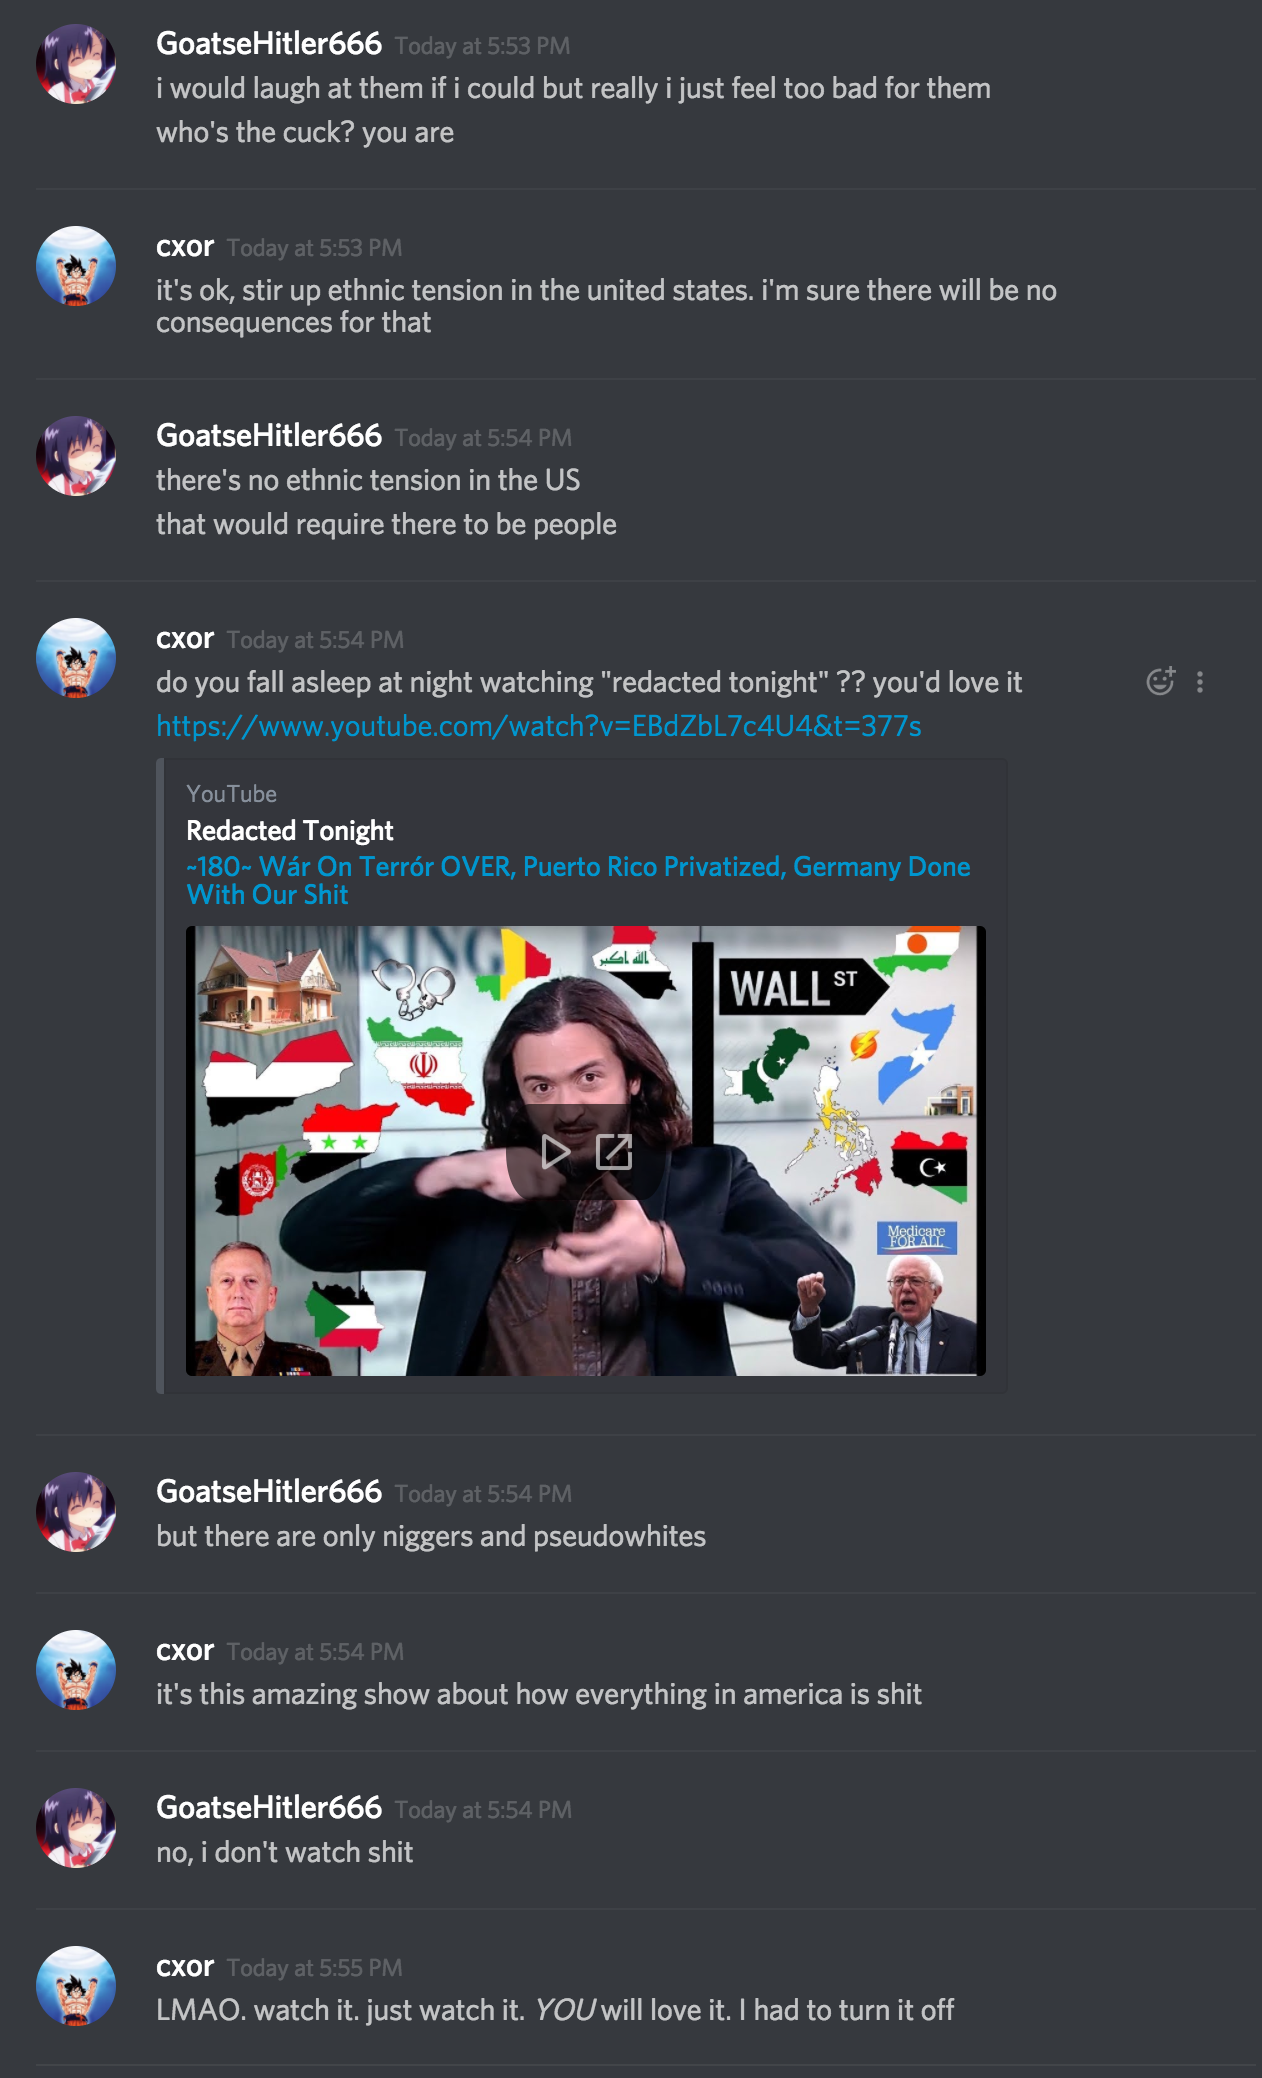 GoatseHitler666 Today at 5:53 PM
i would laugh at them if i could but really i just feel too bad for them
who's the cuck? you are
cxor Today at 5:53 PM
it's ok, stir up ethnic tension in the united states. i'm sure there will be no
consequences for that
GoatseHitler666 Today at 5:54 PM
there's no ethnic tension in the US
that would require there to be people
cxor Today at 5:54 PM
do you fall asleep at night watching "redacted tonight" ?? you'd love it
https://www.youtube.com/watch?v=EBdZbL7c4U4&t=377s
YouTube
Redacted Tonight
~180~ Wár On Terrór OVER, Puerto Rico Privatized, Germany Done
With Our Shit
KING
الله اكبر
WALL ST
Medicare
FOR ALL
GoatseHitler666 Today at 5:54 PM
but there are only niggers and pseudowhites
cxor Today at 5:54 PM
it's this amazing show about how everything in america is shit
GoatseHitler666 Today at 5:54 PM
no, i don't watch shit
cxor Today at 5:55 PM
LMAO. watch it. just watch it. YOU will love it. I had to turn it off